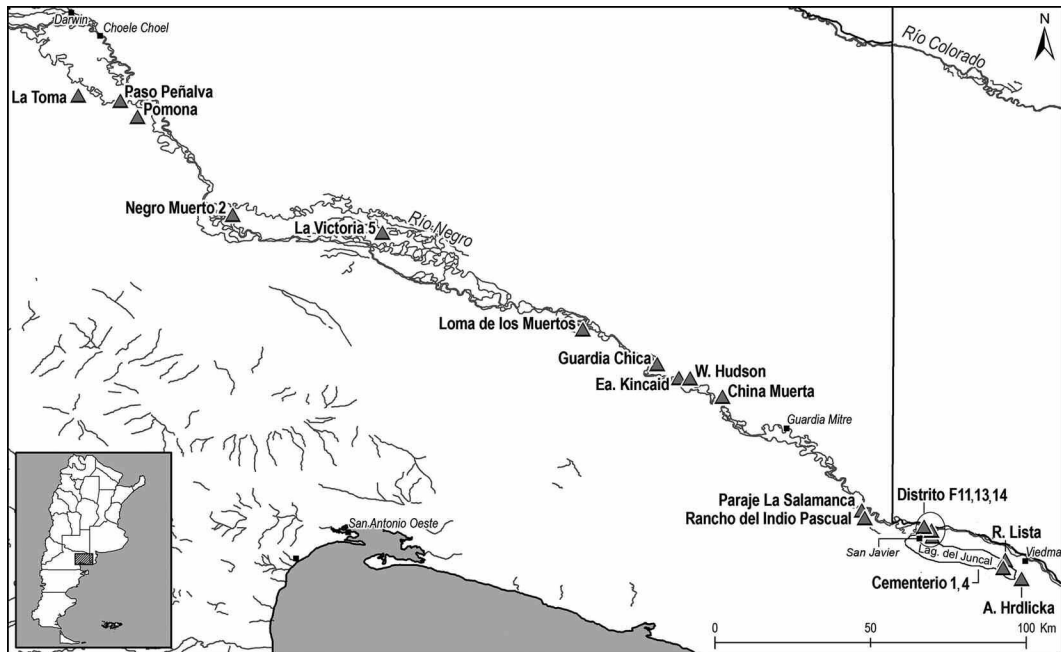 Darwin
Choele Choel
N
Río Colorado
La Toma
Paso Peñalva
Pomona
Negro Muerto 2
La Victoria 5
Río Negro
Loma de los Muertos
Guardia Chica
Ea. Kincaid
W. Hudson
China Muerta
Guardia Mitre
Paraje La Salamanca
Distrito F11,13,14
Rancho del Indio Pascual
R. Lista
San Antonio Oeste
San Javier
Lag. del Juncal
Viedma
Cementerio 1,4
A. Hrdlicka
0 50 100 Km